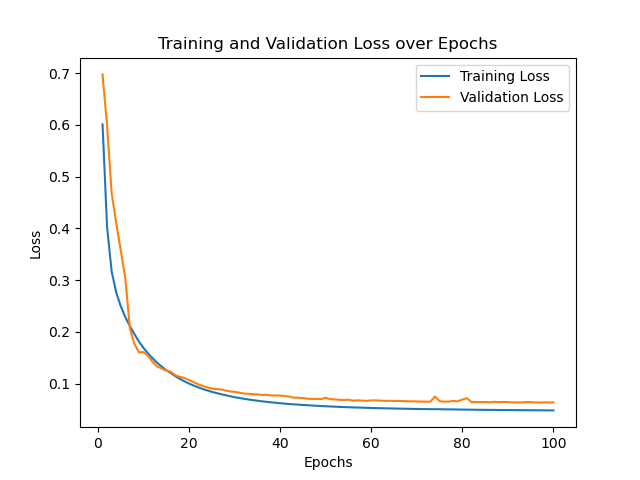 Training and Validation Loss over Epochs
Training Loss
Validation Loss
0.7
0.6
0.5
0.4
0.3
0.2
0.1
Loss
0 20 40 60 80 100
Epochs